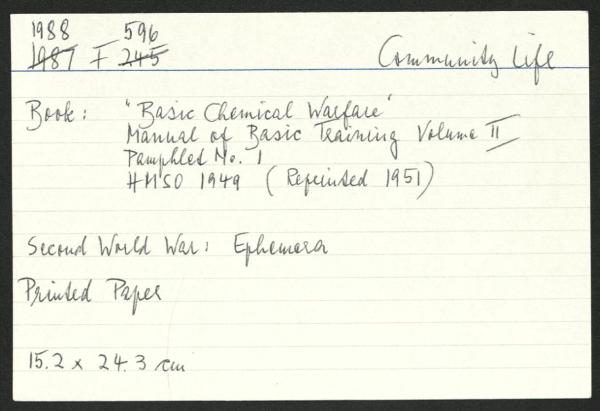 1988 596
1987 F 245 Community Life
Book: "Basic Chemical Warfare"
Manual of Basic Training Volume II
Pamphlet No. 1
HMSO 1949 (Reprinted 1951)
Second World War: Ephemera
Printed Paper
15.2 x 24.3 cm